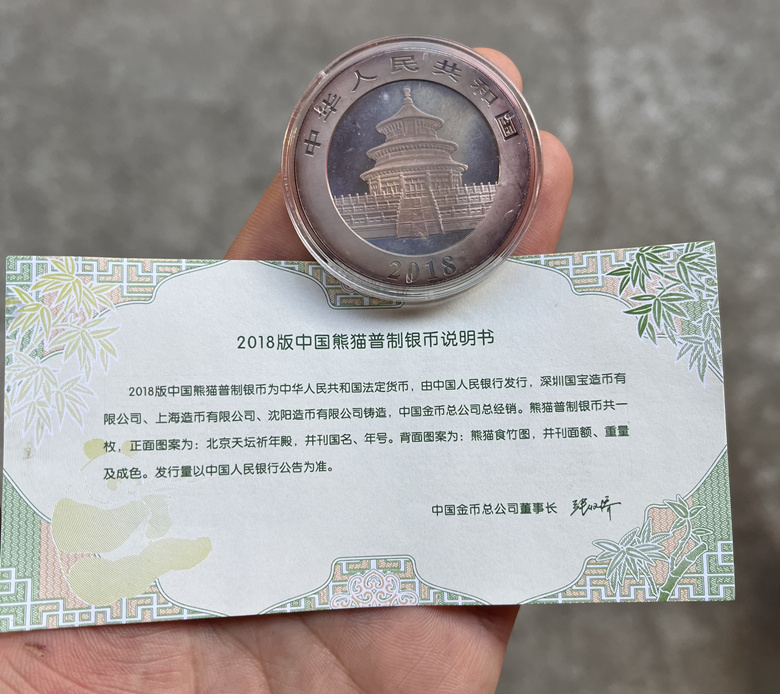 中华人民共和国
2018
2018版中国熊猫普制银币说明书
2018版中国熊猫普制银币为中华人民共和国法定货币，由中国人民银行发行，深圳国宝造币有
限公司、上海造币有限公司、沈阳造币有限公司铸造，中国金币总公司总经销。熊猫普制银币共一
枚，正面图案为：北京天坛祈年殿，并刊国名、年号。背面图案为：熊猫食竹图，并刊面额、重量
及成色。发行量以中国人民银行公告为准。
中国金币总公司董事长